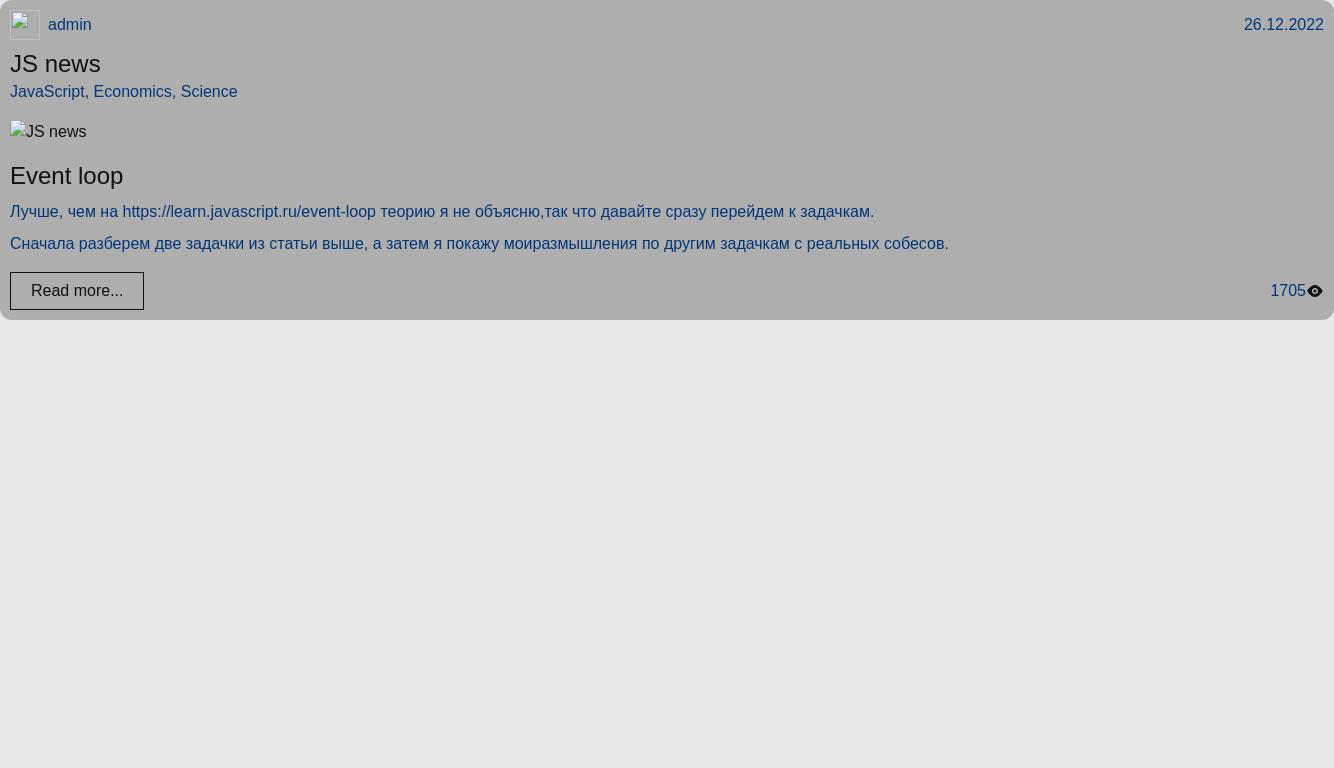 admin 26.12.2022
JS news
JavaScript, Economics, Science
JS news
Event loop
Лучше, чем на https://learn.javascript.ru/event-loop теорию я не объясню,так что давайте сразу перейдем к задачкам.
Сначала разберем две задачки из статьи выше, а затем я покажу моиразмышления по другим задачкам с реальных собесов.
Read more... 1705